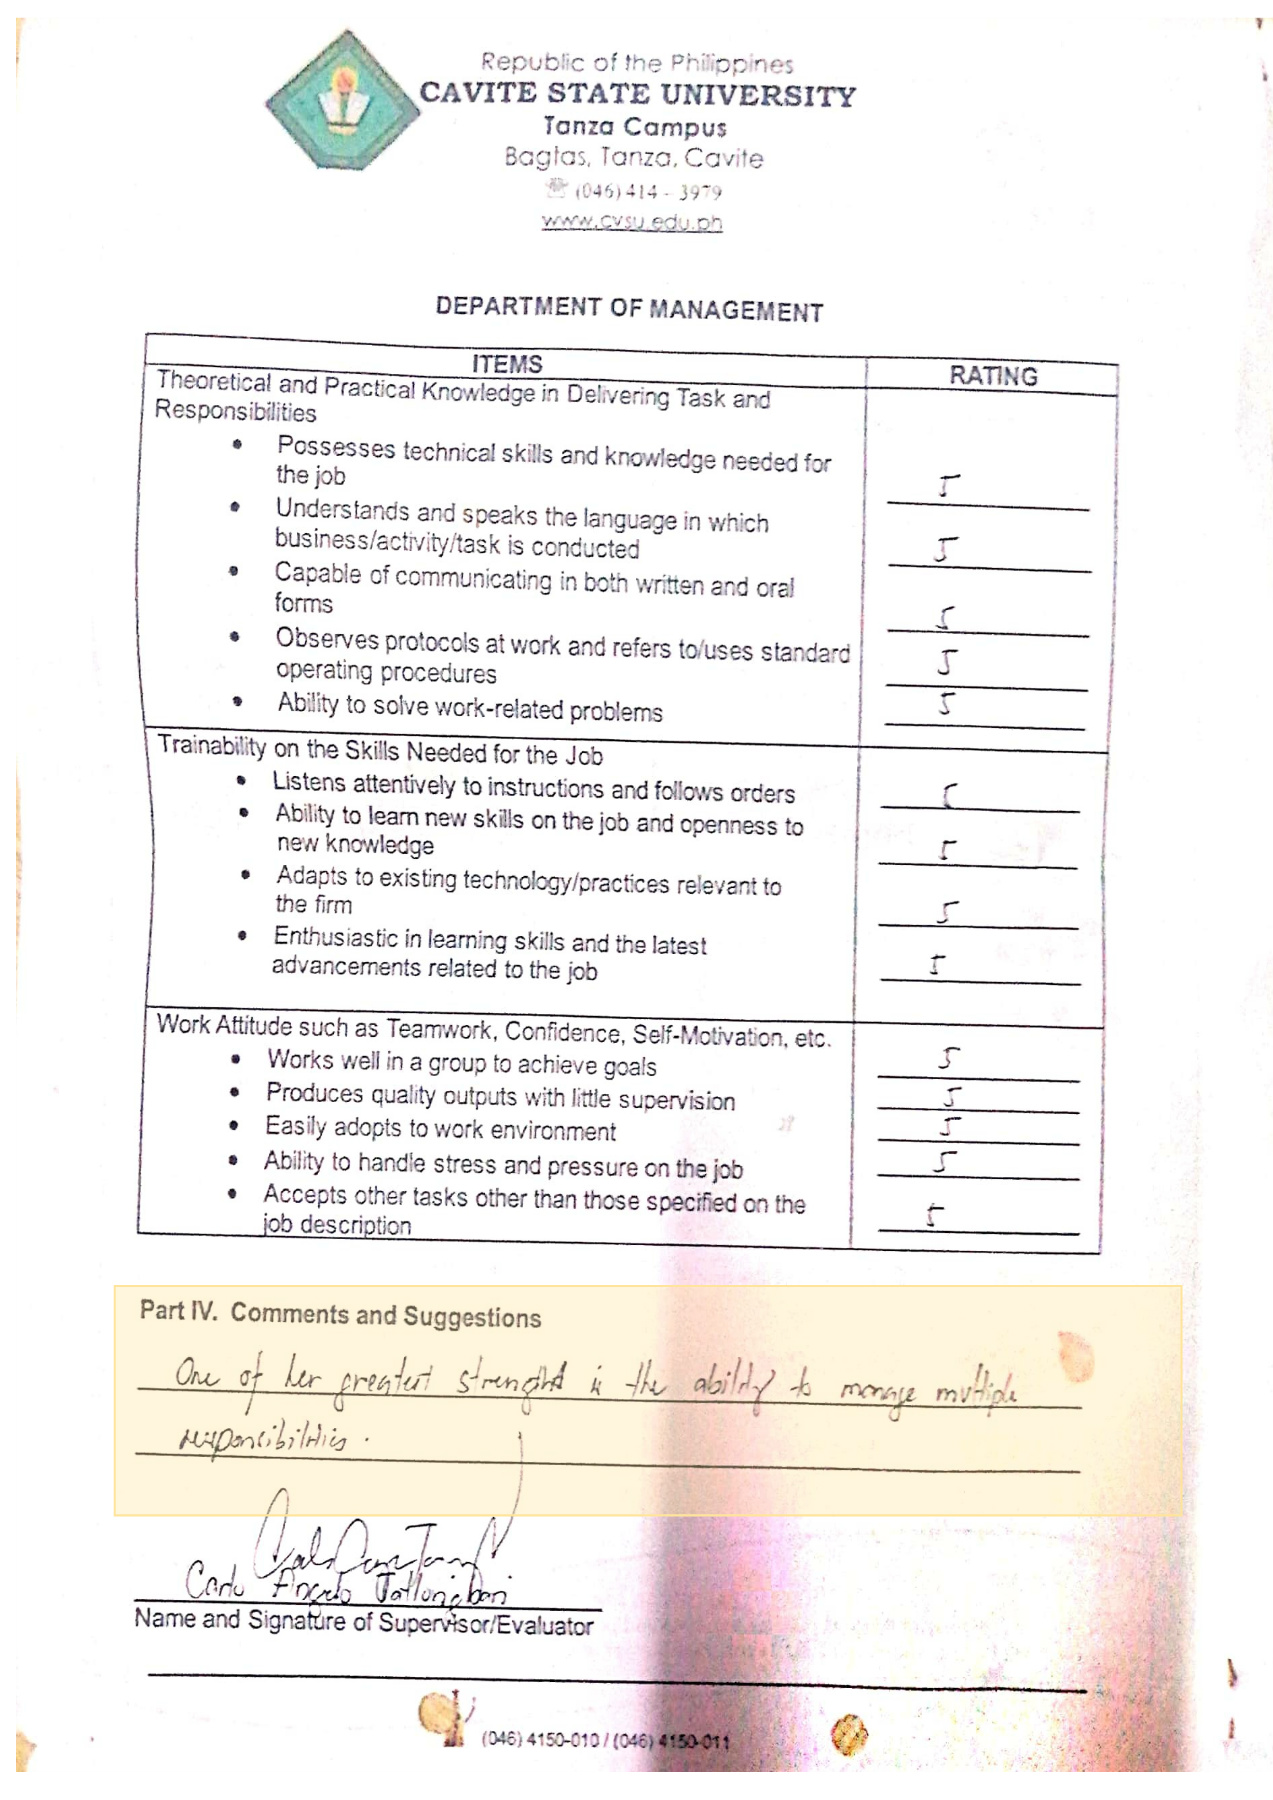 Republic of the Philippines
CAVITE STATE UNIVERSITY
Tanza Campus
Bagtas, Tanza, Cavite
☏ (046) 414 - 3979
www.cvsu.edu.ph
DEPARTMENT OF MANAGEMENT
ITEMS RATING
Theoretical and Practical Knowledge in Delivering Task and
Responsibilities
• Possesses technical skills and knowledge needed for
the job 5
• Understands and speaks the language in which
business/activity/task is conducted 5
• Capable of communicating in both written and oral
forms 5
• Observes protocols at work and refers to/uses standard
operating procedures 5
• Ability to solve work-related problems 5
Trainability on the Skills Needed for the Job
• Listens attentively to instructions and follows orders 5
• Ability to learn new skills on the job and openness to
new knowledge 5
• Adapts to existing technology/practices relevant to
the firm 5
• Enthusiastic in learning skills and the latest
advancements related to the job 5
Work Attitude such as Teamwork, Confidence, Self-Motivation, etc.
• Works well in a group to achieve goals 5
• Produces quality outputs with little supervision 5
• Easily adopts to work environment 5
• Ability to handle stress and pressure on the job 5
• Accepts other tasks other than those specified on the
job description 5
Part IV. Comments and Suggestions
One of her greatest strenghts is the ability to manage multiple
responsibilities.
Angelo
Name and Signature of Supervisor/Evaluator
(046) 4150-010 / (046) 4150-011